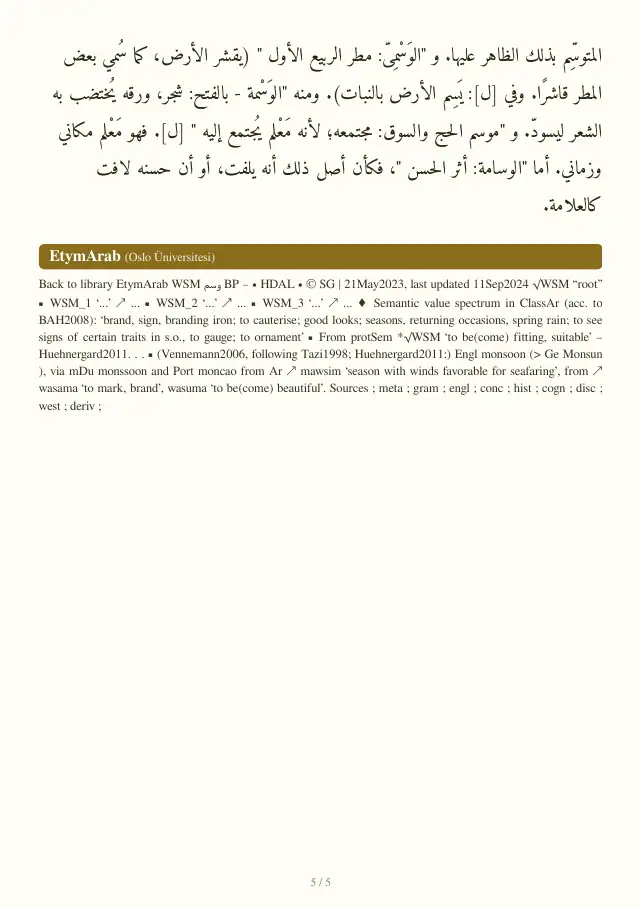 المتوسِّم بذلك الظاهر عليها. و "الوَسْمِيّ: مطر الربيع الأول " (يقشر الأرض، كما سُمي بعض
المطر قاشرًا. وفي [ل]: يَسِم الأرض بالنبات). ومنه "الوَسْمة - بالفتح: شجر، ورقه يُختضب به
الشعر ليسودّ. و "موسم الحج والسوق: مجتمعه؛ لأنه مَعْلم يُجتمع إليه " [ل]. فهو مَعْلم مكاني
وزماني. أما "الوسامة: أثر الحسن "، فكأن أصل ذلك أنه يلفت، أو أن حسنه لافت
كالعلامة.
EtymArab (Oslo Üniversitesi)
Back to library EtymArab WSM وسم BP – • HDAL • © SG | 21May2023, last updated 11Sep2024 √WSM “root”
▪ WSM_1 ‘...’ ↗ ... ▪ WSM_2 ‘...’ ↗ ... ▪ WSM_3 ‘...’ ↗ ... ♦ Semantic value spectrum in ClassAr (acc. to
BAH2008): ‘brand, sign, branding iron; to cauterise; good looks; seasons, returning occasions, spring rain; to see
signs of certain traits in s.o., to gauge; to ornament’ ▪ From protSem *√WSM ‘to be(come) fitting, suitable’ –
Huehnergard2011. . . ▪ (Vennemann2006, following Tazi1998; Huehnergard2011:) Engl monsoon (> Ge Monsun
), via mDu monssoon and Port moncao from Ar ↗ mawsim ‘season with winds favorable for seafaring’, from ↗
wasama ‘to mark, brand’, wasuma ‘to be(come) beautiful’. Sources ; meta ; gram ; engl ; conc ; hist ; cogn ; disc ;
west ; deriv ;
5 / 5